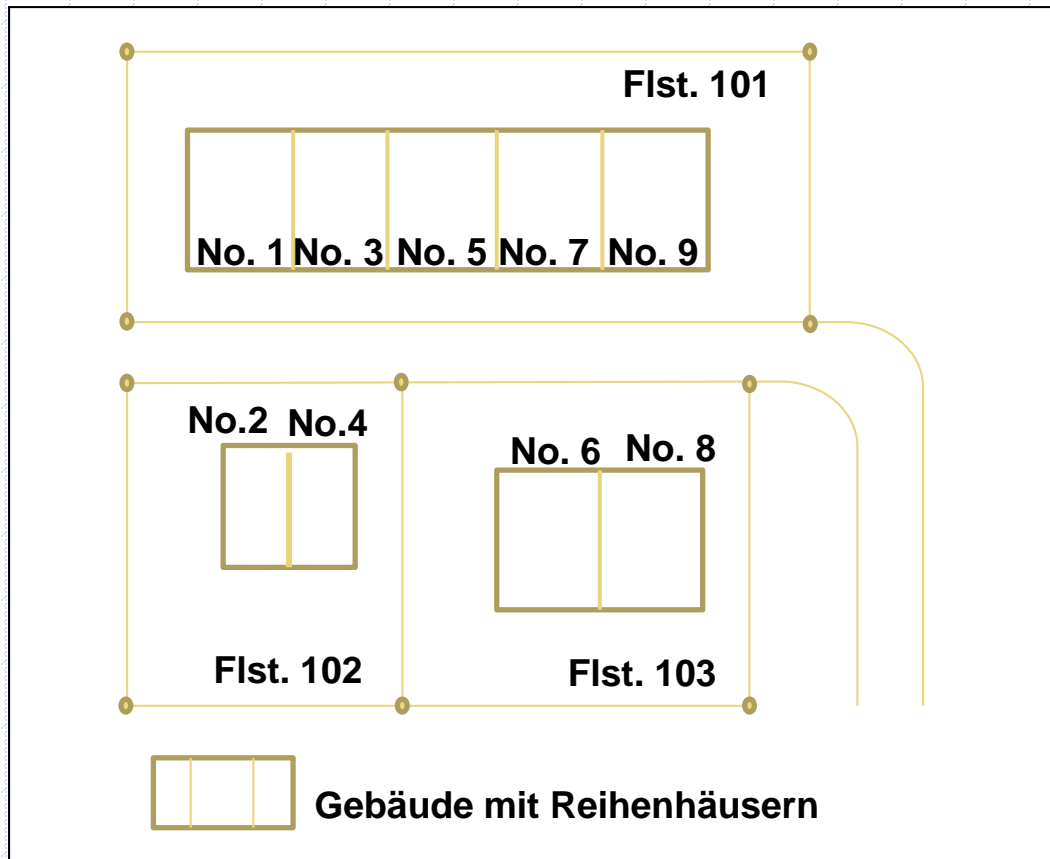 Flst. 101
No. 1 No. 3 No. 5 No. 7 No. 9
No.2 No.4
No. 6 No. 8
Flst. 102
Flst. 103
Gebäude mit Reihenhäusern